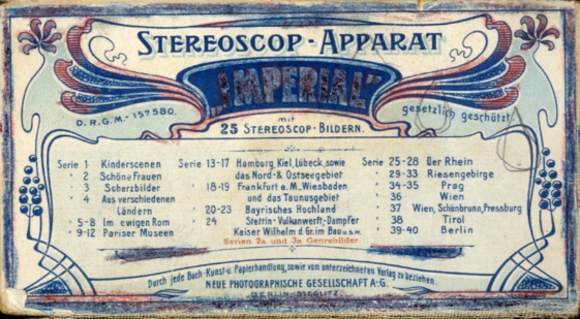 STEREOSCOP-APPARAT
„IMPERIAL"
D.R.G.M.-157580.
mit
gesetzlich geschützt.
25 STEREOSCOP-BILDERN.
Serie 1 Kinderscenen
" 2 Schöne Frauen
" 3 Scherzbilder
" 4 Aus verschiedenen
Ländern
" 5-8 Im ewigen Rom
" 9-12 Pariser Museen
Serie 13-17 Hamburg, Kiel, Lübeck, sowie
das Nord- & Ostseegebiet
" 18-19 Frankfurt a.M., Wiesbaden
und das Taunusgebiet
" 20-23 Bayrisches Hochland
" 24 Stettin-Vulkanwerft-Dampfer
Kaiser Wilhelm d. Gr. im Bau u.s.w.
Serie 25-28 Der Rhein
" 29-33 Riesengebirge
" 34-35 Prag
" 36 Wien
" 37 Wien, Schönbrunn, Pressburg
" 38 Tirol
" 39-40 Berlin
Serien 2a und 3a Genrebilder
Durch jede Buch- Kunst- u. Papierhandlung, sowie vom unterzeichneten Verlag zu beziehen.
NEUE PHOTOGRAPHISCHE GESELLSCHAFT A-G.
BERLIN-STEGLITZ